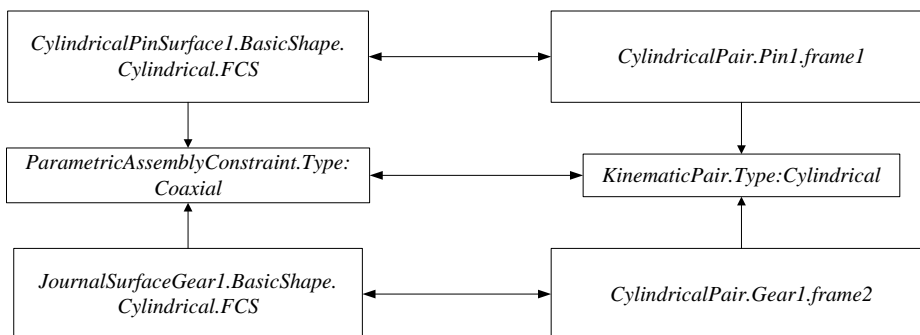 CylindricalPinSurface1.BasicShape.
Cylindrical.FCS
CylindricalPair.Pin1.frame1
ParametricAssemblyConstraint.Type:
Coaxial
KinematicPair.Type:Cylindrical
JournalSurfaceGear1.BasicShape.
Cylindrical.FCS
CylindricalPair.Gear1.frame2